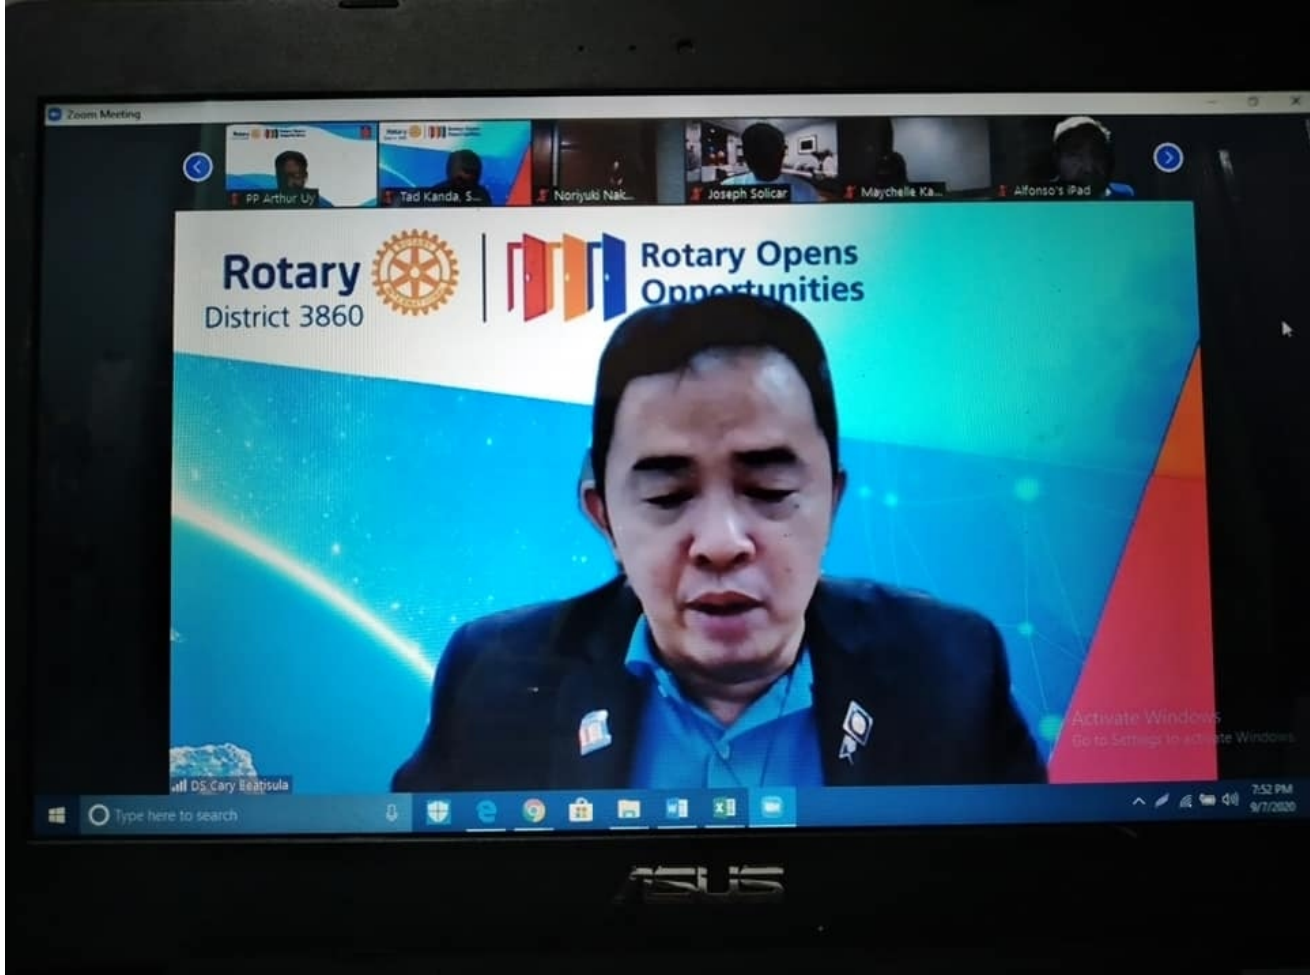 Zoom Meeting
PP Arthur Uy
Tad Kanda, S...
Noriyuki Nak...
Joseph Solicar
Maychelle Ka...
Alfonso's iPad
Rotary
District 3860
Rotary Opens
Opportunities
Activate Windows
Go to Settings to activate Windows.
DS Cary Beatisula
Type here to search
7:52 PM
9/7/2020
ASUS